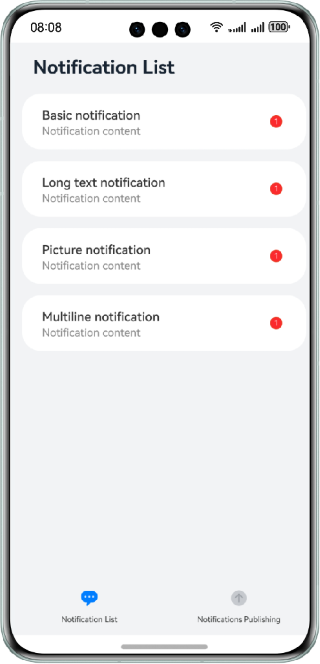 08:08
100
Notification List
Basic notification
Notification content
1
Long text notification
Notification content
1
Picture notification
Notification content
1
Multiline notification
Notification content
1
Notification List
Notifications Publishing